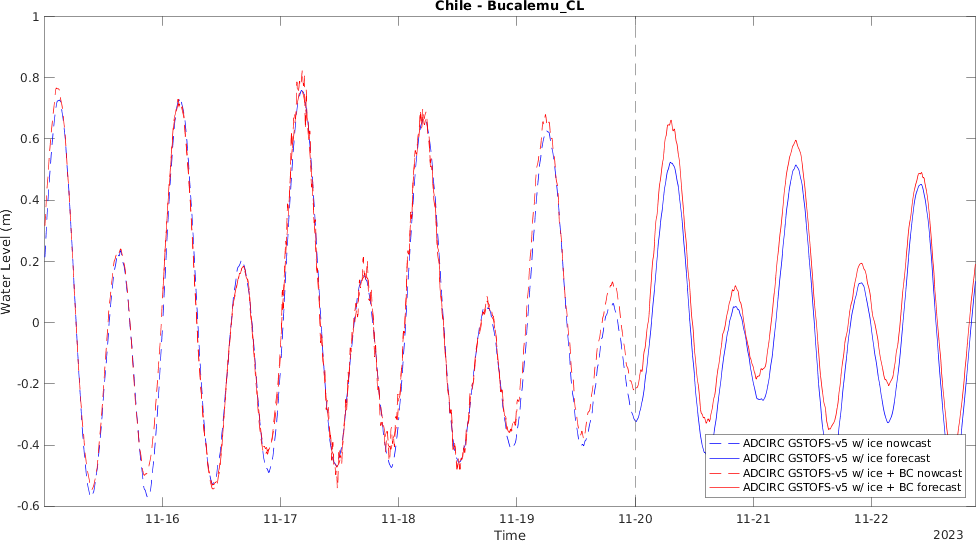 Chile - Bucalemu_CL
1
0.8
0.6
0.4
0.2
0
-0.2
-0.4
-0.6
Water Level (m)
11-16
11-17
11-18
11-19
11-20
11-21
11-22
2023
Time
ADCIRC GSTOFS-v5 w/ ice nowcast
ADCIRC GSTOFS-v5 w/ ice forecast
ADCIRC GSTOFS-v5 w/ ice + BC nowcast
ADCIRC GSTOFS-v5 w/ ice + BC forecast